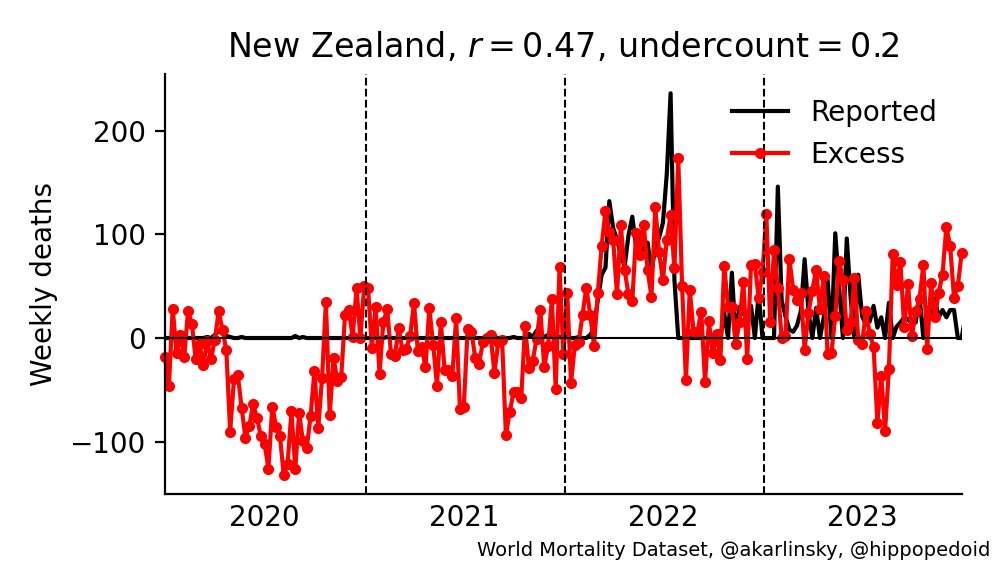 New Zealand, r = 0.47, undercount = 0.2
Reported
Excess
Weekly deaths
200
100
0
−100
2020 2021 2022 2023
World Mortality Dataset, @akarlinsky, @hippopedoid